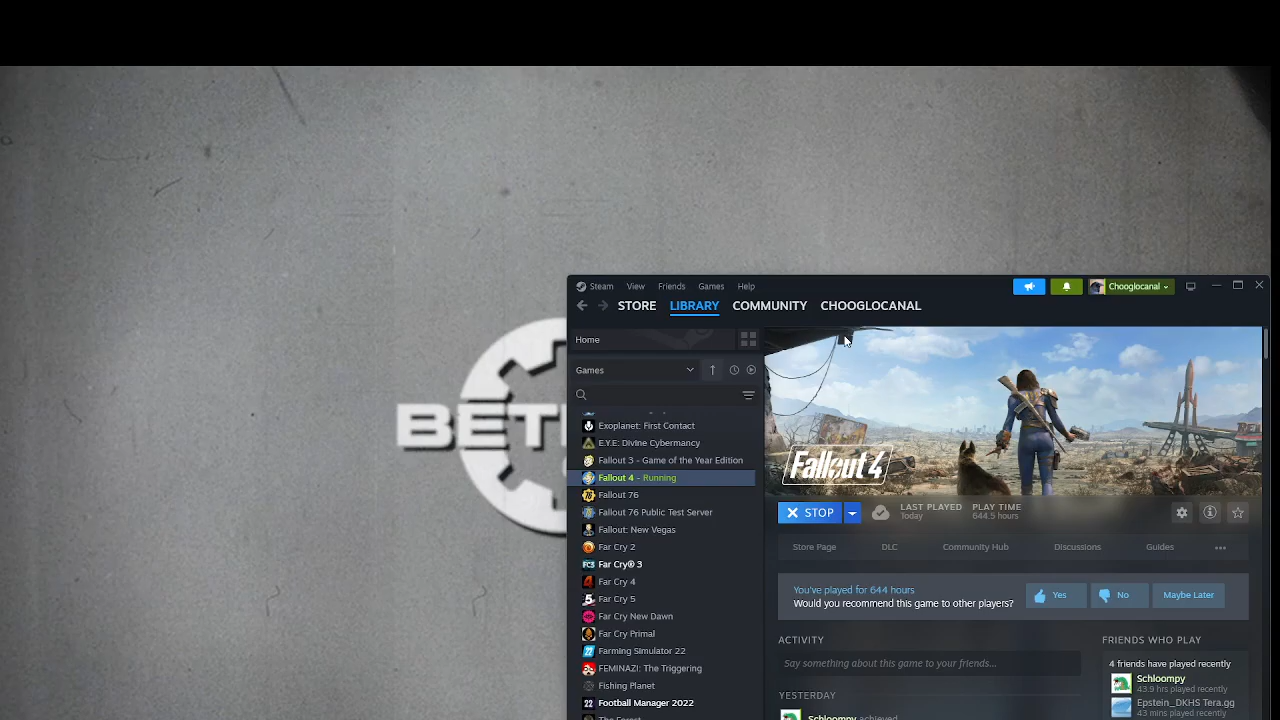 Steam View Friends Games Help Chooglocanal
STORE LIBRARY COMMUNITY CHOOGLOCANAL
Home
Games
Exoplanet: First Contact
E.Y.E: Divine Cybermancy
Fallout 3 - Game of the Year Edition
Fallout 4 - Running
Fallout 76
Fallout 76 Public Test Server
Fallout: New Vegas
Far Cry 2
Far Cry® 3
Far Cry 4
Far Cry 5
Far Cry New Dawn
Far Cry Primal
Farming Simulator 22
FEMINAZI: The Triggering
Fishing Planet
Football Manager 2022
The Forest
BETH
Fallout 4
STOP
LAST PLAYED
Today
PLAY TIME
644.5 hours
Store Page DLC Community Hub Discussions Guides
You've played for 644 hours
Would you recommend this game to other players?
Yes No Maybe Later
ACTIVITY
Say something about this game to your friends...
YESTERDAY
Schloompy achieved
FRIENDS WHO PLAY
4 friends have played recently
Schloompy
43.9 hrs played recently
Epstein_DKHS Tera.gg
43 mins played recently